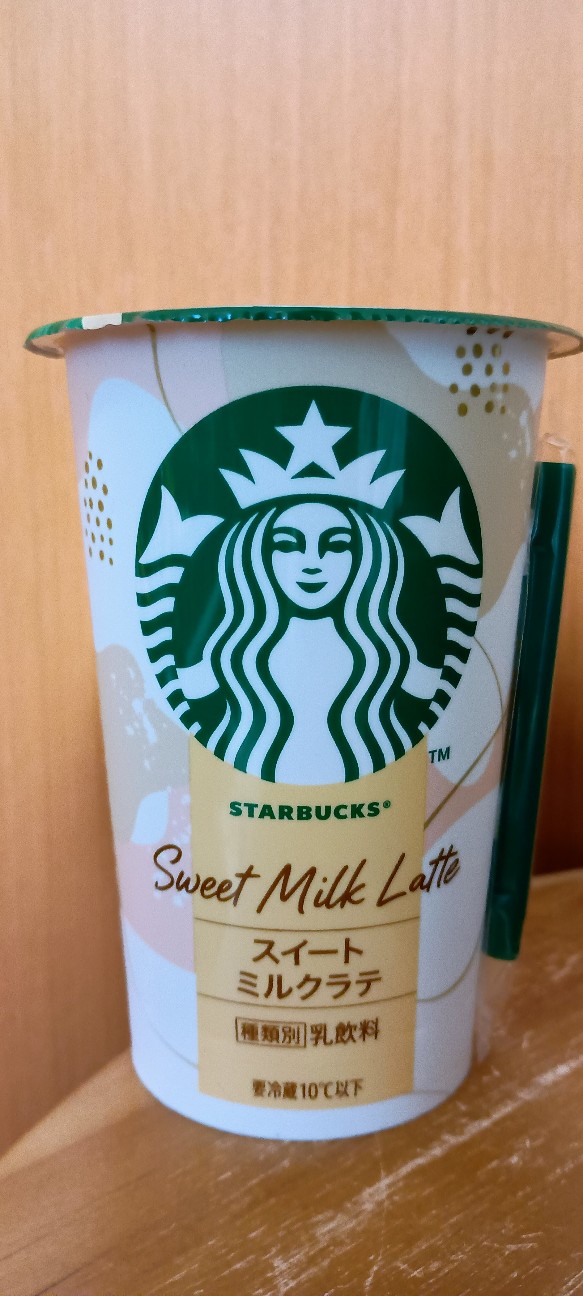 TM
STARBUCKS®
Sweet Milk Latte
スイート
ミルクラテ
種類別 乳飲料
要冷蔵10℃以下